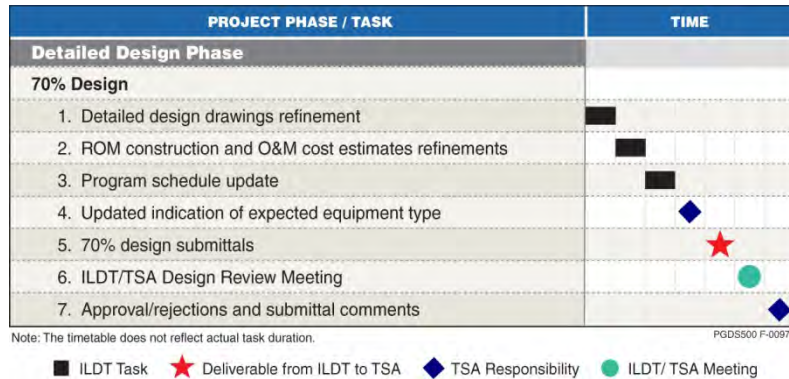 PROJECT PHASE / TASK TIME
Detailed Design Phase
70% Design
1. Detailed design drawings refinement
2. ROM construction and O&M cost estimates refinements
3. Program schedule update
4. Updated indication of expected equipment type
5. 70% design submittals
6. ILDT/TSA Design Review Meeting
7. Approval/rejections and submittal comments
Note: The timetable does not reflect actual task duration. PGDS500 F-0097
ILDT Task Deliverable from ILDT to TSA TSA Responsibility ILDT/ TSA Meeting